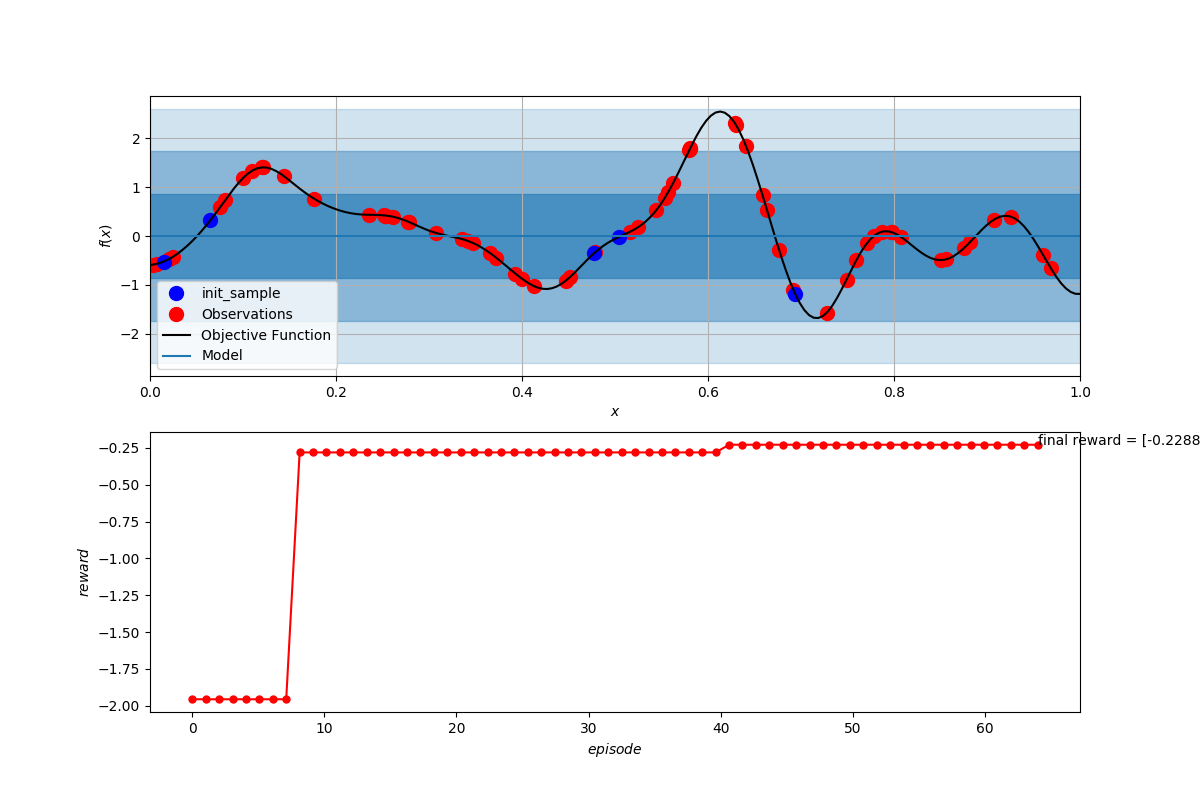 2
1
0
−1
−2
f(x)
init_sample
Observations
Objective Function
Model
0.0 0.2 0.4 0.6 0.8 1.0
x
final reward = [-0.2288
−0.25
−0.50
−0.75
−1.00
−1.25
−1.50
−1.75
−2.00
reward
0 10 20 30 40 50 60
episode